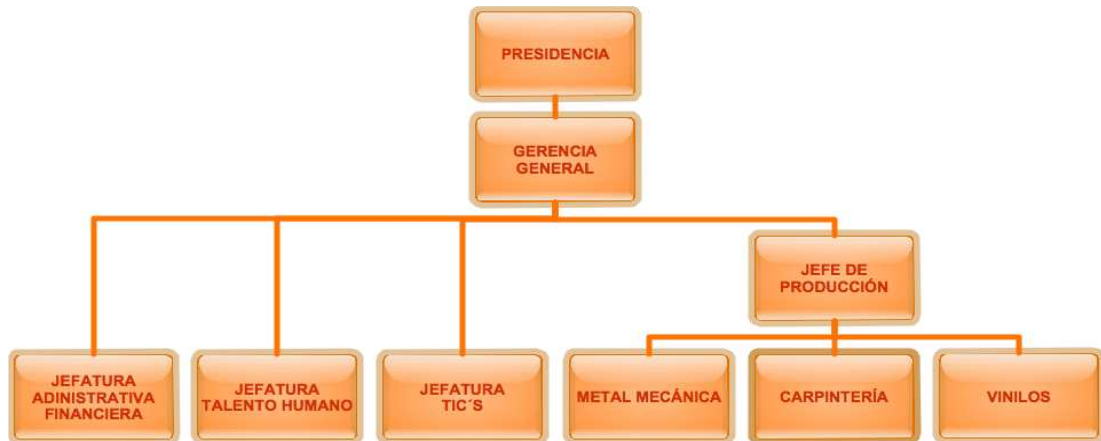 PRESIDENCIA
GERENCIA
GENERAL
JEFE DE
PRODUCCIÓN
JEFATURA
ADINISTRATIVA
FINANCIERA
JEFATURA
TALENTO HUMANO
JEFATURA
TIC´S
METAL MECÁNICA
CARPINTERÍA
VINILOS